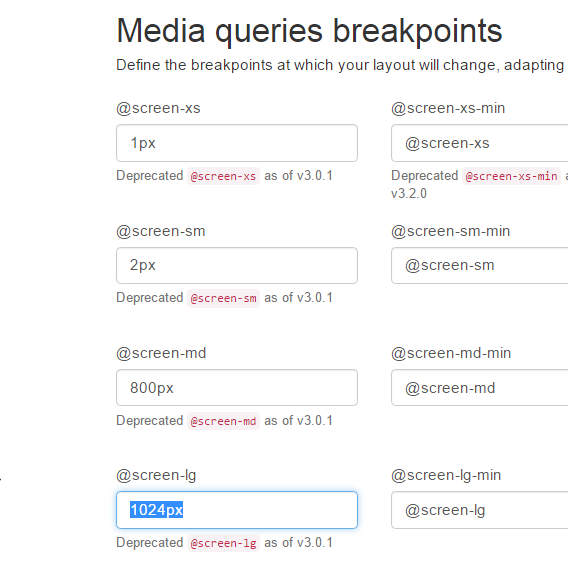 Media queries breakpoints
Define the breakpoints at which your layout will change, adapting
@screen-xs
@screen-xs-min
1px
@screen-xs
Deprecated @screen-xs as of v3.0.1
Deprecated @screen-xs-min
v3.2.0
@screen-sm
@screen-sm-min
2px
@screen-sm
Deprecated @screen-sm as of v3.0.1
@screen-md
@screen-md-min
800px
@screen-md
Deprecated @screen-md as of v3.0.1
@screen-lg
@screen-lg-min
1024px
@screen-lg
Deprecated @screen-lg as of v3.0.1